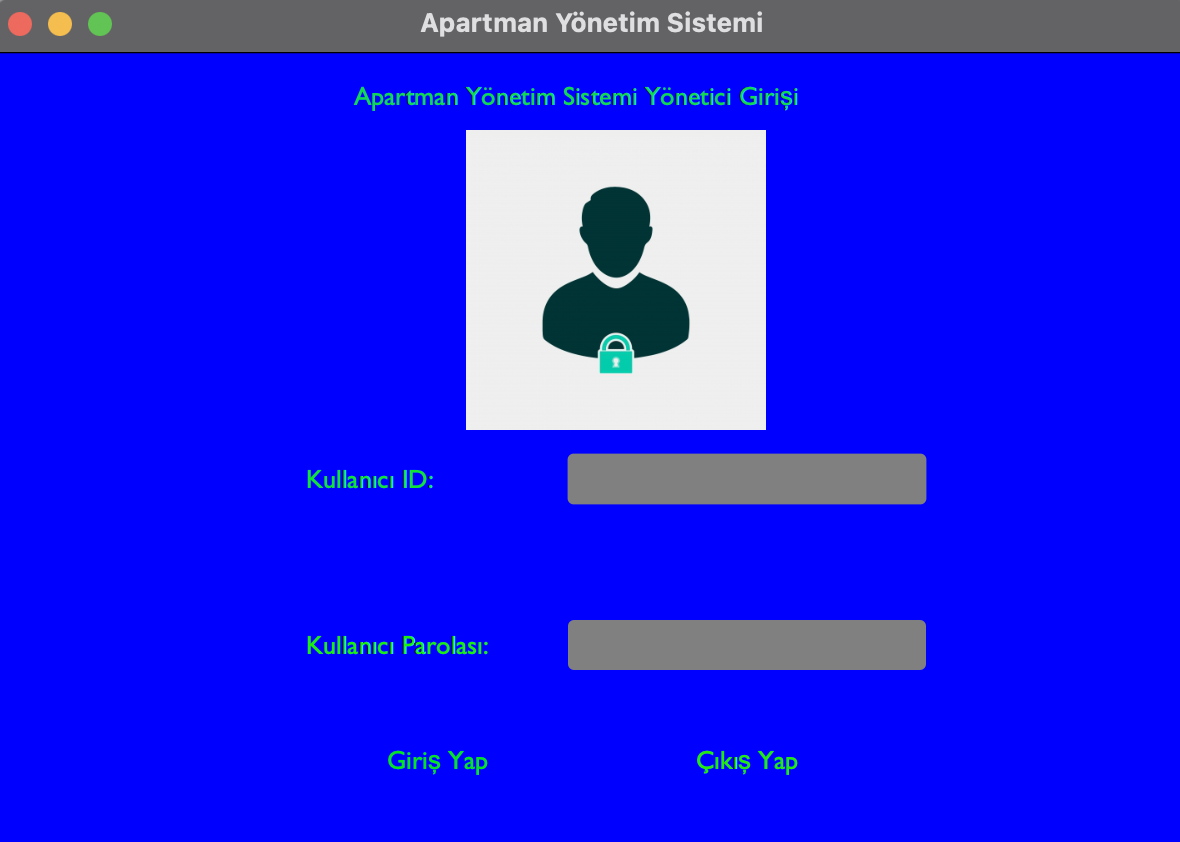 Apartman Yönetim Sistemi
Apartman Yönetim Sistemi Yönetici Girişi
Kullanıcı ID:
Kullanıcı Parolası:
Giriş Yap
Çıkış Yap